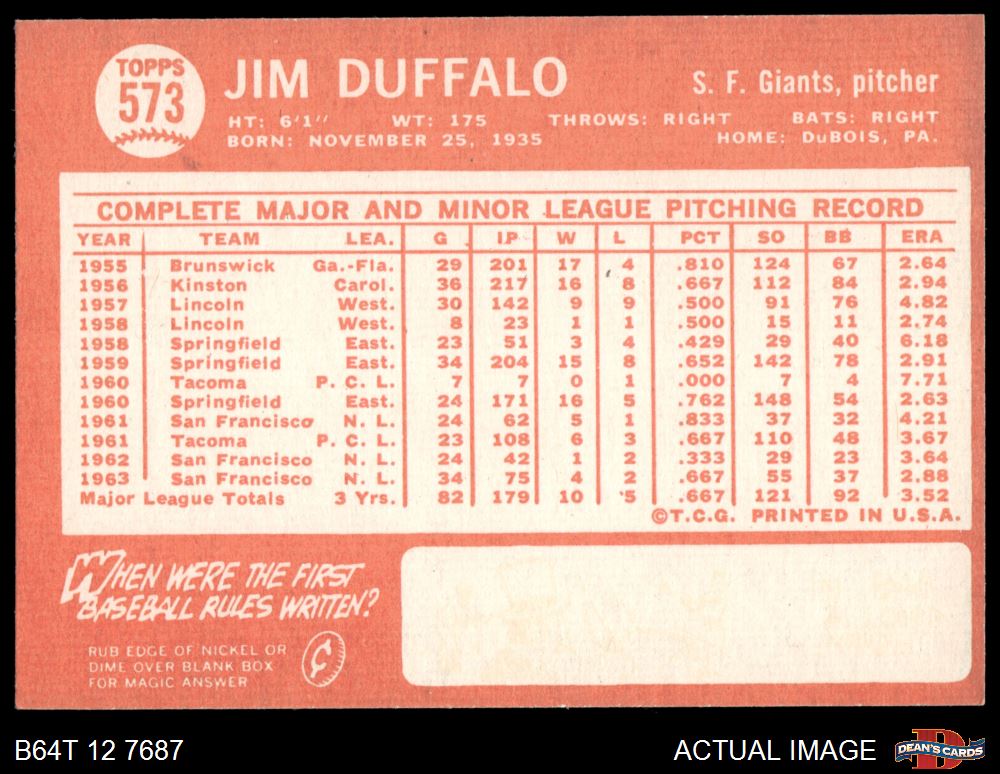 TOPPS
573
JIM DUFFALO
S. F. Giants, pitcher
HT: 6'1" WT: 175 THROWS: RIGHT BATS: RIGHT
BORN: NOVEMBER 25, 1935 HOME: DuBOIS, PA.
COMPLETE MAJOR AND MINOR LEAGUE PITCHING RECORD
YEAR TEAM LEA. G IP W L PCT SO BB ERA
1955 Brunswick Ga.-Fla. 29 201 17 4 .810 124 67 2.64
1956 Kinston Carol. 36 217 16 8 .667 112 84 2.94
1957 Lincoln West. 30 142 9 9 .500 91 76 4.82
1958 Lincoln West. 8 23 1 1 .500 15 11 2.74
1958 Springfield East. 23 51 3 4 .429 29 40 6.18
1959 Springfield East. 34 204 15 8 .652 142 78 2.91
1960 Tacoma P. C. L. 7 7 0 1 .000 7 4 7.71
1960 Springfield East. 24 171 16 5 .762 148 54 2.63
1961 San Francisco N. L. 24 62 5 1 .833 37 32 4.21
1961 Tacoma P. C. L. 23 108 6 3 .667 110 48 3.67
1962 San Francisco N. L. 24 42 1 2 .333 29 23 3.64
1963 San Francisco N. L. 34 75 4 2 .667 55 37 2.88
Major League Totals 3 Yrs. 82 179 10 5 .667 121 92 3.52
©T.C.G. PRINTED IN U.S.A.
WHEN WERE THE FIRST
BASEBALL RULES WRITTEN?
RUB EDGE OF NICKEL OR
DIME OVER BLANK BOX
FOR MAGIC ANSWER
¢
B64T 12 7687
ACTUAL IMAGE
D
DEAN'S CARDS